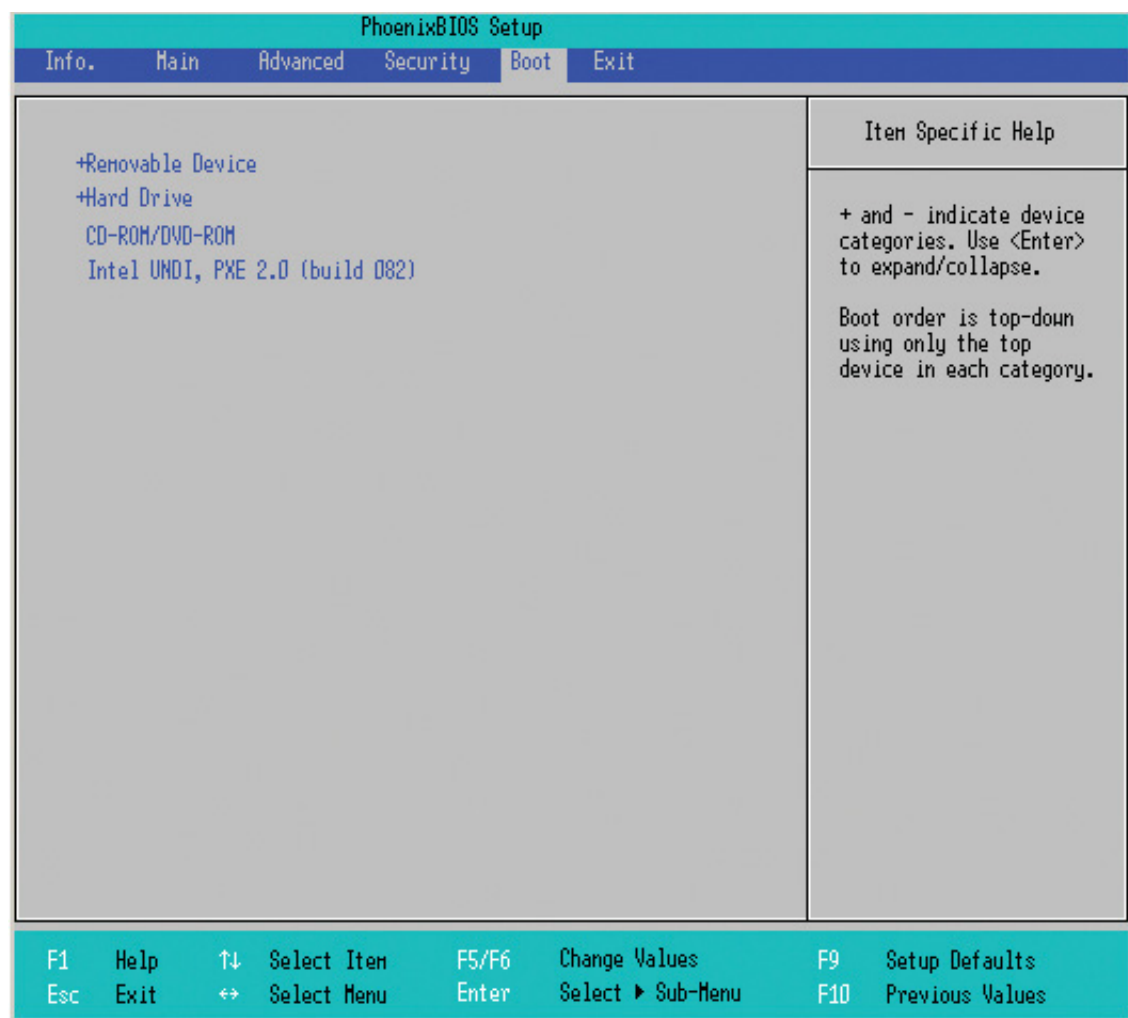 PhoenixBIOS Setup
Info. Main Advanced Security Boot Exit
+Removable Device
+Hard Drive
CD-ROM/DVD-ROM
Intel UNDI, PXE 2.0 (build 082)
Item Specific Help
+ and - indicate device
categories. Use <Enter>
to expand/collapse.
Boot order is top-down
using only the top
device in each category.
F1 Help ↑↓ Select Item F5/F6 Change Values F9 Setup Defaults
Esc Exit ↔ Select Menu Enter Select ▶ Sub-Menu F10 Previous Values